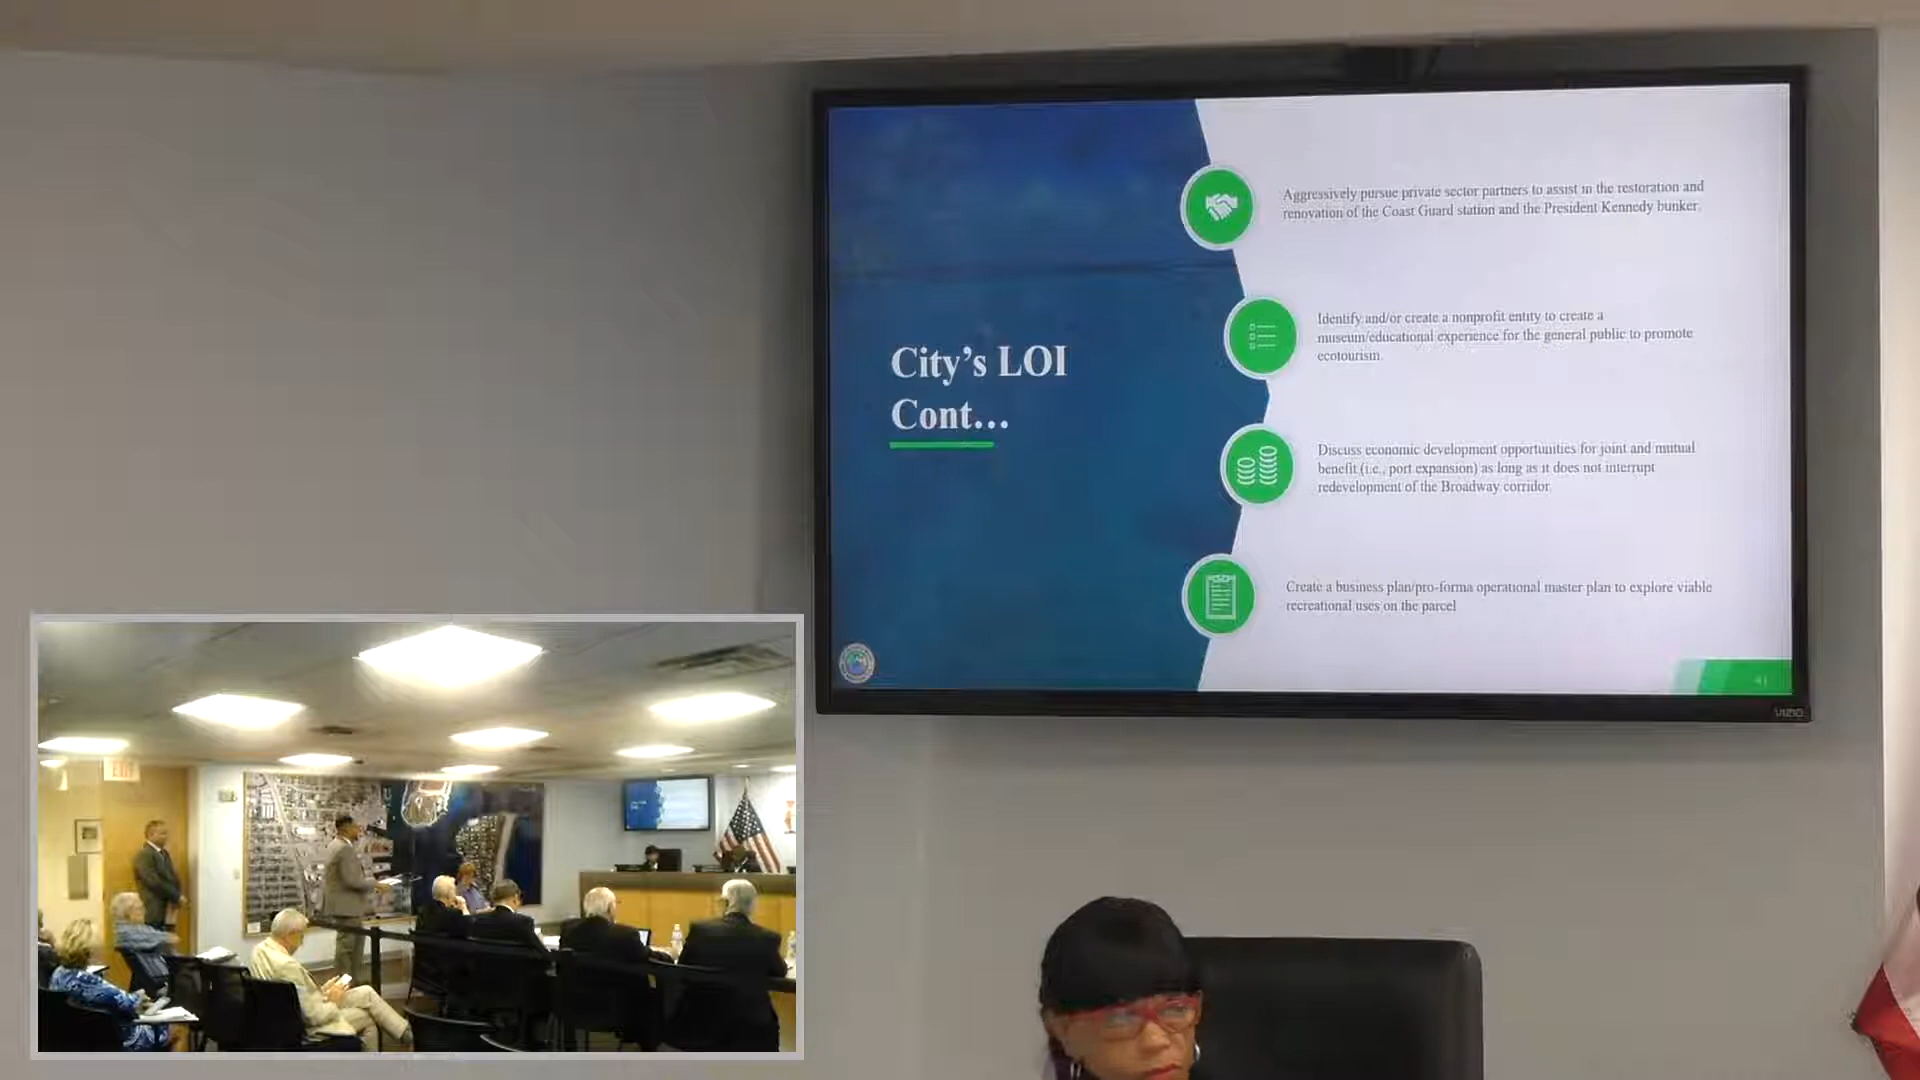 City's LOI
Cont...
Aggressively pursue private sector partners to assist in the restoration and
renovation of the Coast Guard station and the President Kennedy bunker.
Identify and/or create a nonprofit entity to create a
museum/educational experience for the general public to promote
ecotourism.
Discuss economic development opportunities for joint and mutual
benefit (i.e., port expansion) as long as it does not interrupt
redevelopment of the Broadway corridor.
Create a business plan/pro-forma operational master plan to explore viable
recreational uses on the parcel
41
VIZIO
EXIT